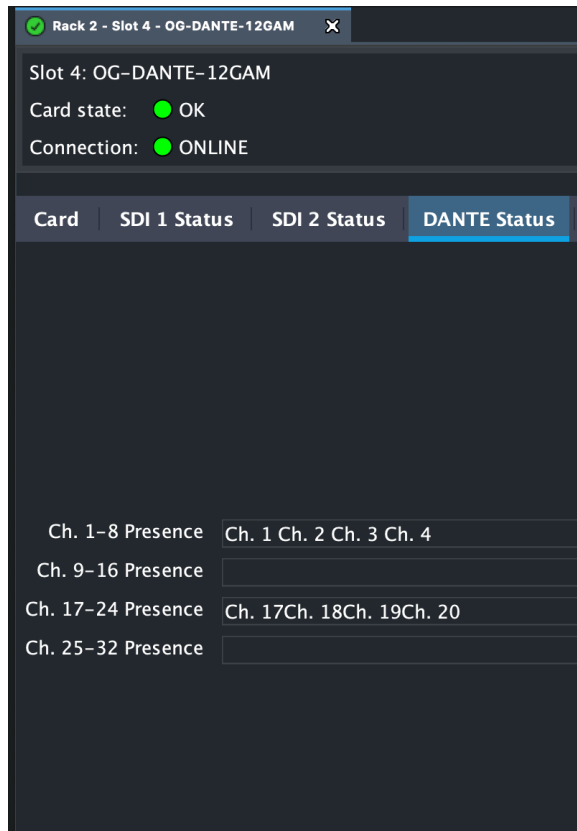 Rack 2 - Slot 4 - OG-DANTE-12GAM
Slot 4: OG-DANTE-12GAM
Card state: OK
Connection: ONLINE
Card SDI 1 Status SDI 2 Status DANTE Status
Ch. 1-8 Presence Ch. 1 Ch. 2 Ch. 3 Ch. 4
Ch. 9-16 Presence
Ch. 17-24 Presence Ch. 17Ch. 18Ch. 19Ch. 20
Ch. 25-32 Presence